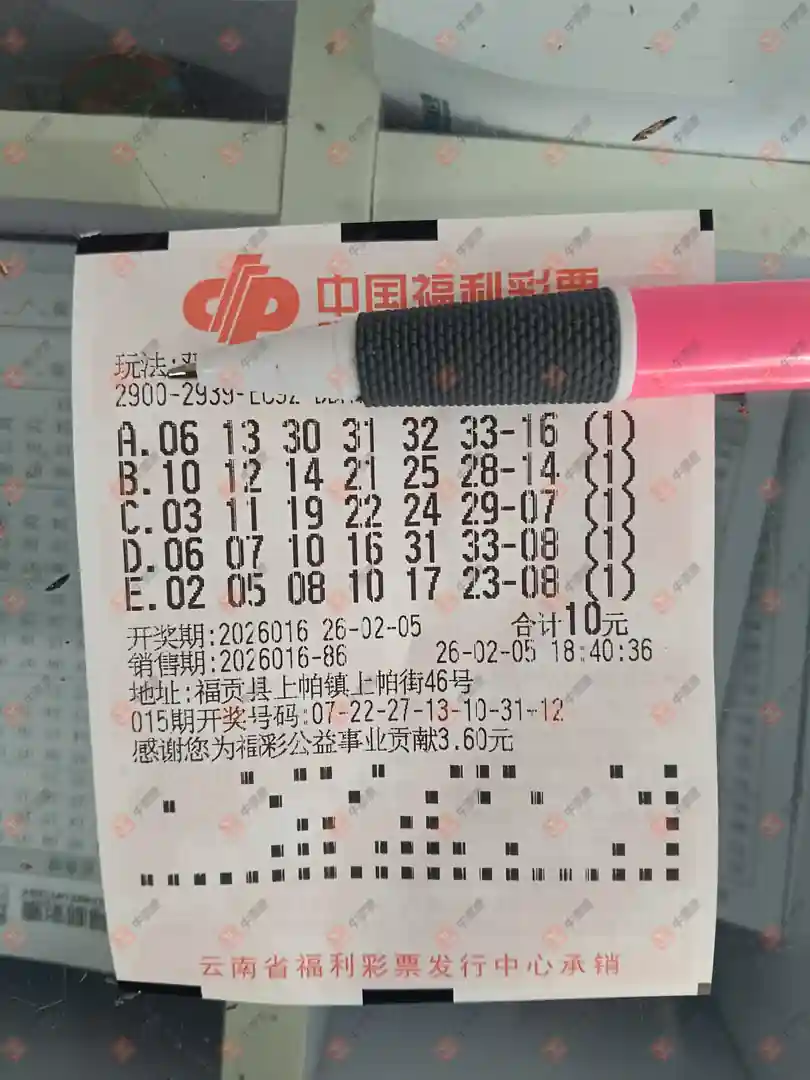 中国福利彩票
玩法:双
2900-2939-EC92
A.06 13 30 31 32 33-16 (1)
B.10 12 14 21 25 28-14 (1)
C.03 11 19 22 24 29-07 (1)
D.06 07 10 16 31 33-08 (1)
E.02 05 08 10 17 23-08 (1)
开奖期:2026016 26-02-05 合计10元
销售期:2026016-86 26-02-05 18:40:36
地址:福贡县上帕镇上帕街46号
015期开奖号码:07-22-27-13-10-31-12
感谢您为福彩公益事业贡献3.60元
云南省福利彩票发行中心承销